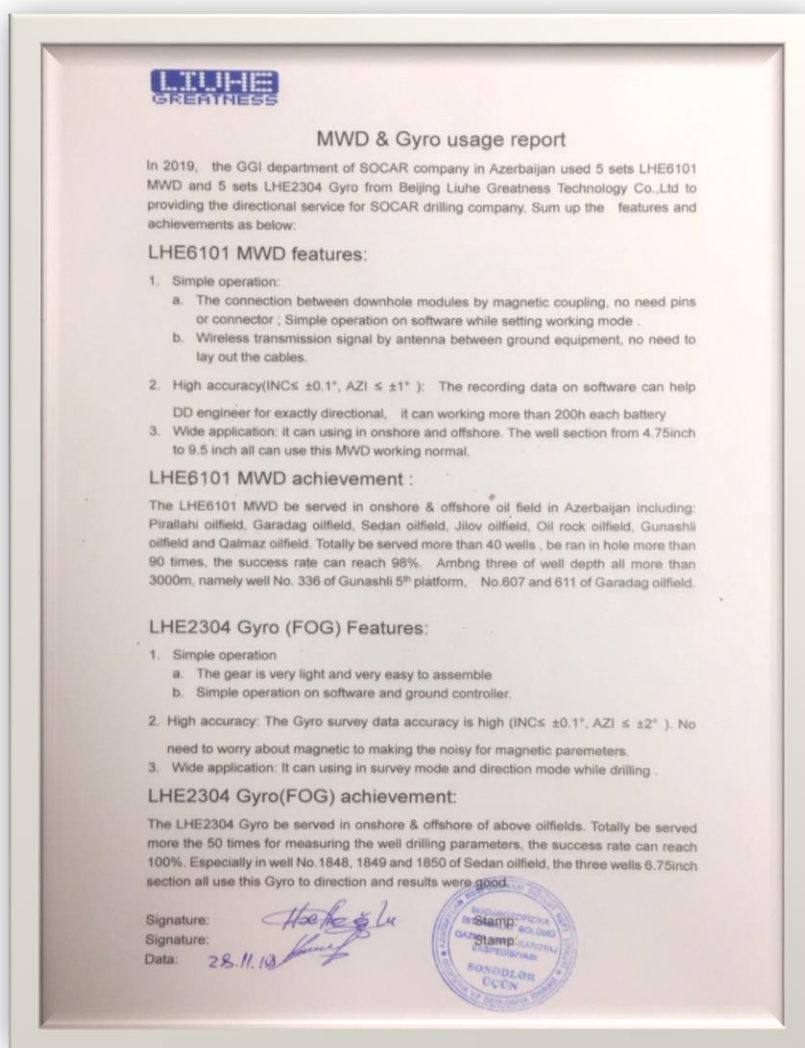 LIUHE
GREATNESS
MWD & Gyro usage report
In 2019, the GGI department of SOCAR company in Azerbaijan used 5 sets LHE6101
MWD and 5 sets LHE2304 Gyro from Beijing Liuhe Greatness Technology Co.,Ltd to
providing the directional service for SOCAR drilling company. Sum up the features and
achievements as below:
LHE6101 MWD features:
1. Simple operation:
a. The connection between downhole modules by magnetic coupling, no need pins
or connector ; Simple operation on software while setting working mode .
b. Wireless transmission signal by antenna between ground equipment, no need to
lay out the cables.
2. High accuracy(INC≤ ±0.1°, AZI ≤ ±1° ): The recording data on software can help
DD engineer for exactly directional, it can working more than 200h each battery
3. Wide application: it can using in onshore and offshore. The well section from 4.75inch
to 9.5 inch all can use this MWD working normal.
LHE6101 MWD achievement :
The LHE6101 MWD be served in onshore & offshore oil field in Azerbaijan including:
Pirallahi oilfield, Garadag oilfield, Sedan oilfield, Jilov oilfield, Oil rock oilfield, Gunashli
oilfield and Qalmaz oilfield. Totally be served more than 40 wells , be ran in hole more than
90 times, the success rate can reach 98%. Ambng three of well depth all more than
3000m, namely well No. 336 of Gunashli 5th platform, No.607 and 611 of Garadag oilfield.
LHE2304 Gyro (FOG) Features:
1. Simple operation
a. The gear is very light and very easy to assemble
b. Simple operation on software and ground controller.
2. High accuracy: The Gyro survey data accuracy is high (INC≤ ±0.1°, AZI ≤ ±2° ). No
need to worry about magnetic to making the noisy for magnetic paremeters.
3. Wide application: It can using in survey mode and direction mode while drilling .
LHE2304 Gyro(FOG) achievement:
The LHE2304 Gyro be served in onshore & offshore of above oilfields. Totally be served
more the 50 times for measuring the well drilling parameters, the success rate can reach
100%. Especially in well No.1848, 1849 and 1850 of Sedan oilfield, the three wells 6.75inch
section all use this Gyro to direction and results were good.
Signature: Stamp:
Signature: Stamp:
Data: 28.11.19
SƏNƏDLƏR
ÜÇÜN